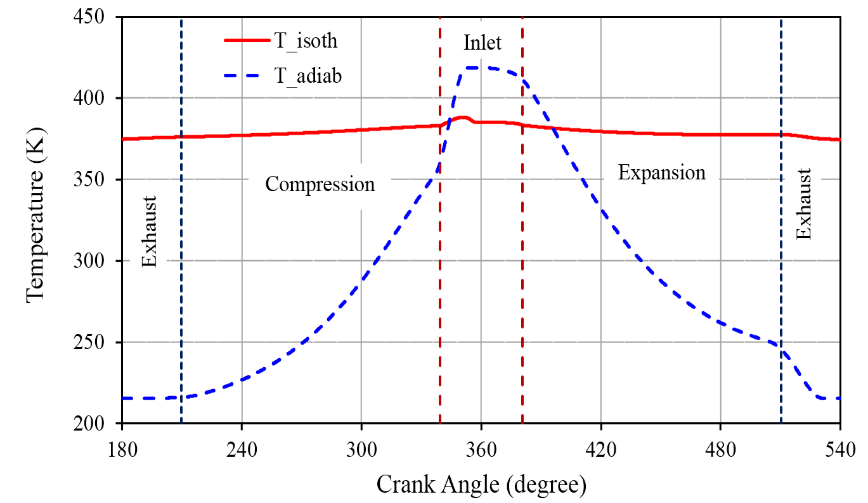 450
400
350
300
250
200
Temperature (K)
T_isoth
T_adiab
Inlet
Compression
Expansion
Exhaust
Exhaust
180
240
300
360
420
480
540
Crank Angle (degree)